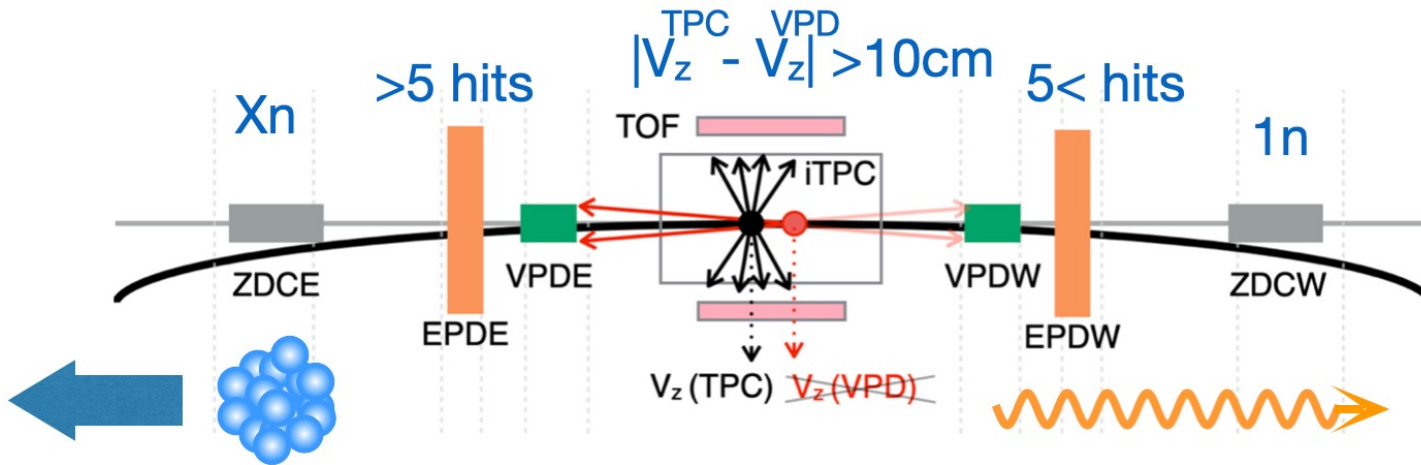 |Vz^TPC - Vz^VPD| >10cm
>5 hits
5< hits
Xn
1n
TOF
iTPC
ZDCE
VPDE
VPDW
ZDCW
EPDE
EPDW
Vz (TPC) Vz (VPD)